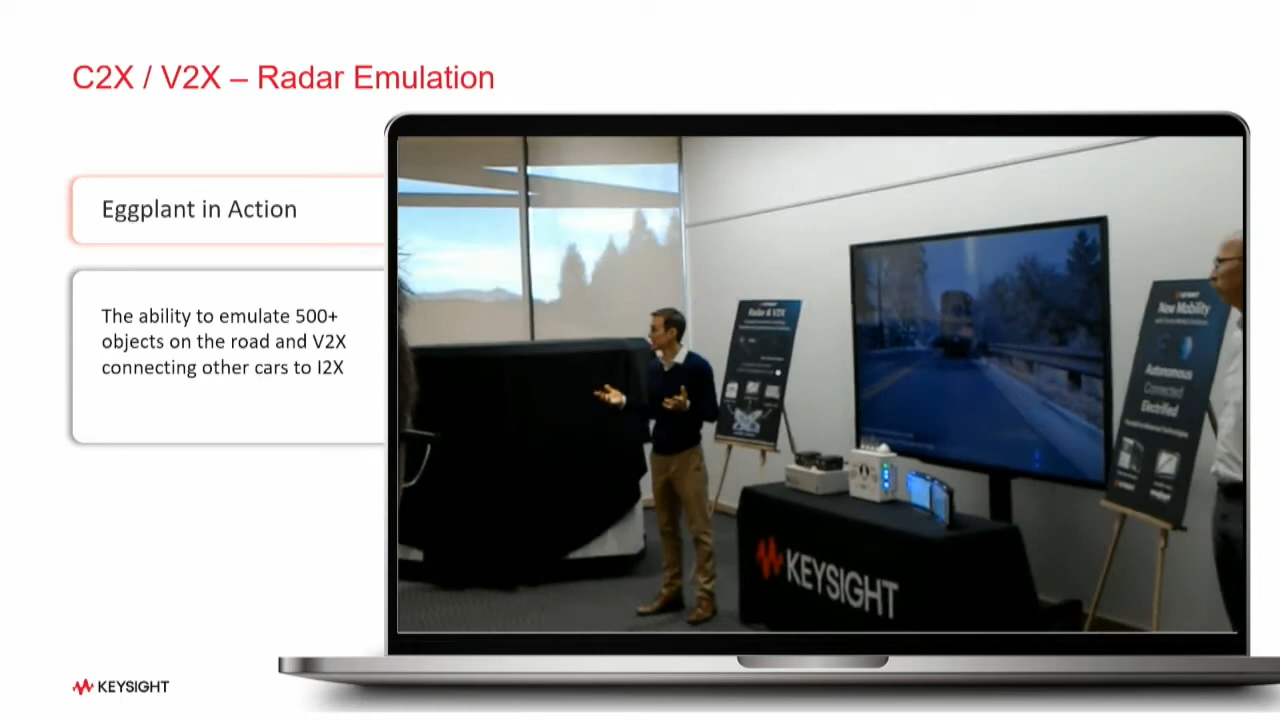 C2X / V2X – Radar Emulation
Eggplant in Action
The ability to emulate 500+
objects on the road and V2X
connecting other cars to I2X
Radar & V2X
KEYSIGHT
New Mobility
Autonomous
Connected
Electrified
KEYSIGHT
KEYSIGHT